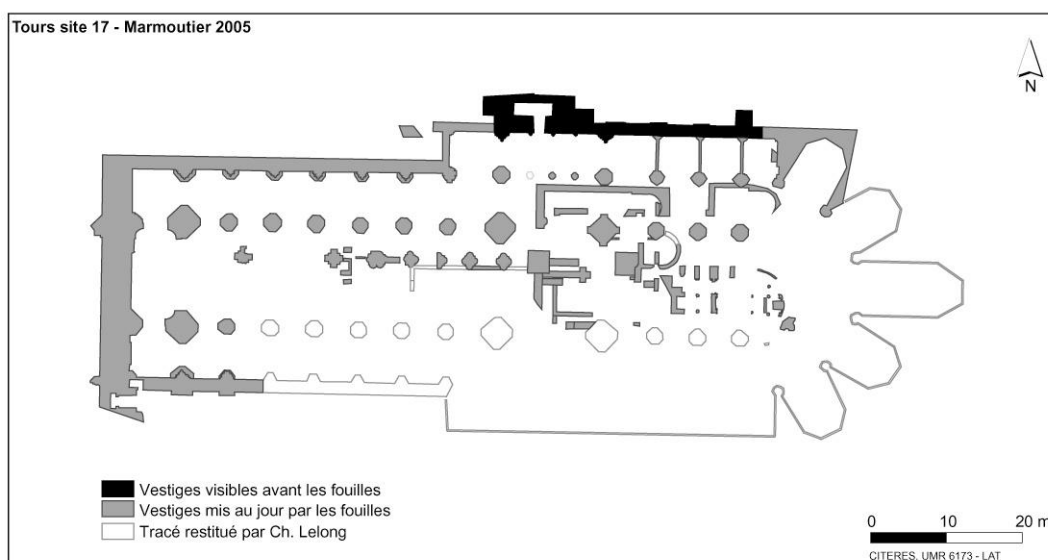 Tours site 17 - Marmoutier 2005
N
Vestiges visibles avant les fouilles
Vestiges mis au jour par les fouilles
Tracé restitué par Ch. Lelong
0 10 20 m
CITERES, UMR 6173 - LAT